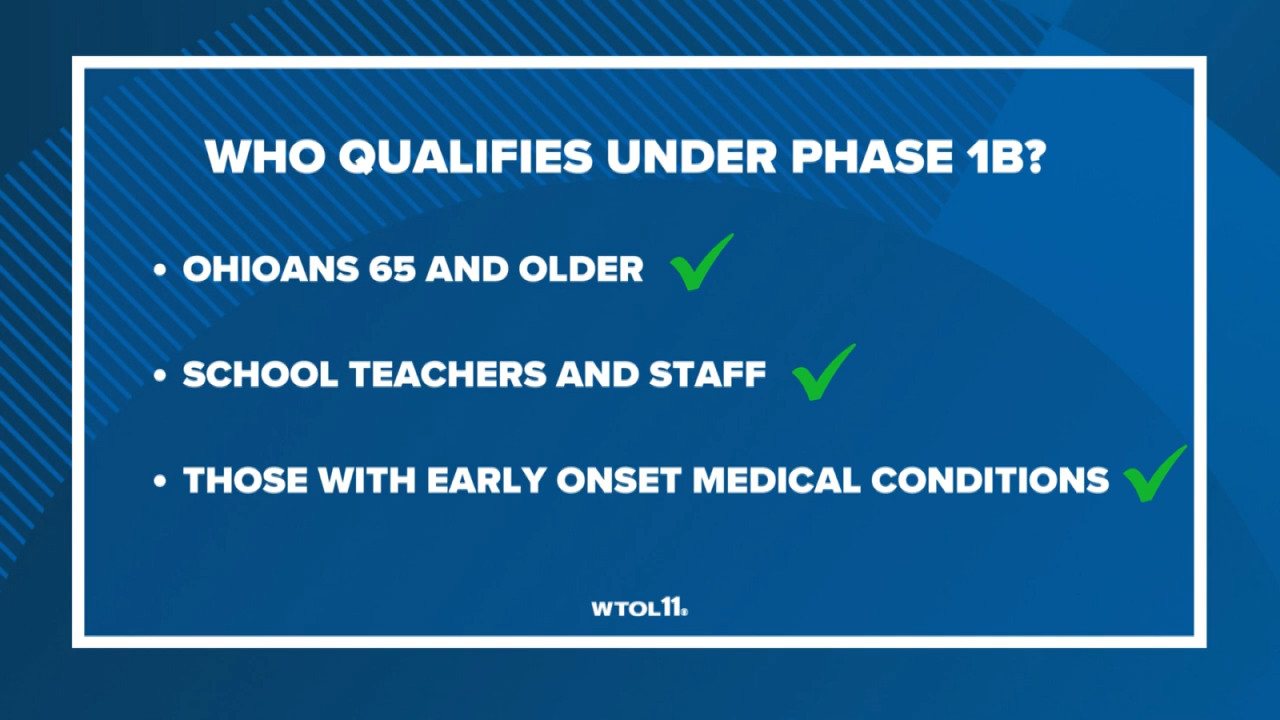 WHO QUALIFIES UNDER PHASE 1B?
• OHIOANS 65 AND OLDER
• SCHOOL TEACHERS AND STAFF
• THOSE WITH EARLY ONSET MEDICAL CONDITIONS
WTOL11